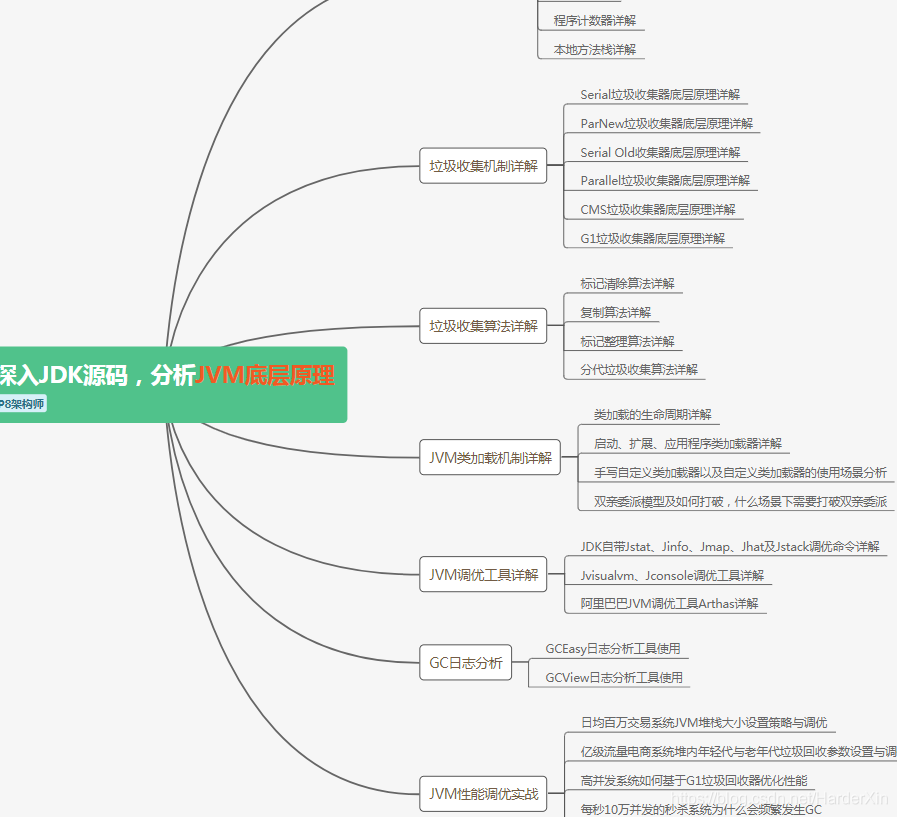 程序计数器详解
本地方法栈详解
垃圾收集机制详解
Serial垃圾收集器底层原理详解
ParNew垃圾收集器底层原理详解
Serial Old收集器底层原理详解
Parallel垃圾收集器底层原理详解
CMS垃圾收集器底层原理详解
G1垃圾收集器底层原理详解
垃圾收集算法详解
标记清除算法详解
复制算法详解
标记整理算法详解
分代垃圾收集算法详解
深入JDK源码，分析JVM底层原理
P8架构师
JVM类加载机制详解
类加载的生命周期详解
启动、扩展、应用程序类加载器详解
手写自定义类加载器以及自定义类加载器的使用场景分析
双亲委派模型及如何打破，什么场景下需要打破双亲委派
JVM调优工具详解
JDK自带Jstat、Jinfo、Jmap、Jhat及Jstack调优命令详解
Jvisualvm、Jconsole调优工具详解
阿里巴巴JVM调优工具Arthas详解
GC日志分析
GCEasy日志分析工具使用
GCView日志分析工具使用
JVM性能调优实战
日均百万交易系统JVM堆栈大小设置策略与调优
亿级流量电商系统堆内年轻代与老年代垃圾回收参数设置与调
高并发系统如何基于G1垃圾回收器优化性能
每秒10万并发的秒杀系统为什么会频繁发生GC
https://blog.csdn.net/HarderXin